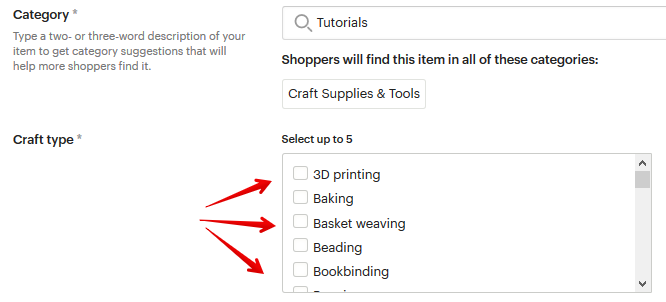 Category *
Type a two- or three-word description of your
item to get category suggestions that will
help more shoppers find it.
Tutorials
Shoppers will find this item in all of these categories:
Craft Supplies & Tools
Craft type *
Select up to 5
3D printing
Baking
Basket weaving
Beading
Bookbinding